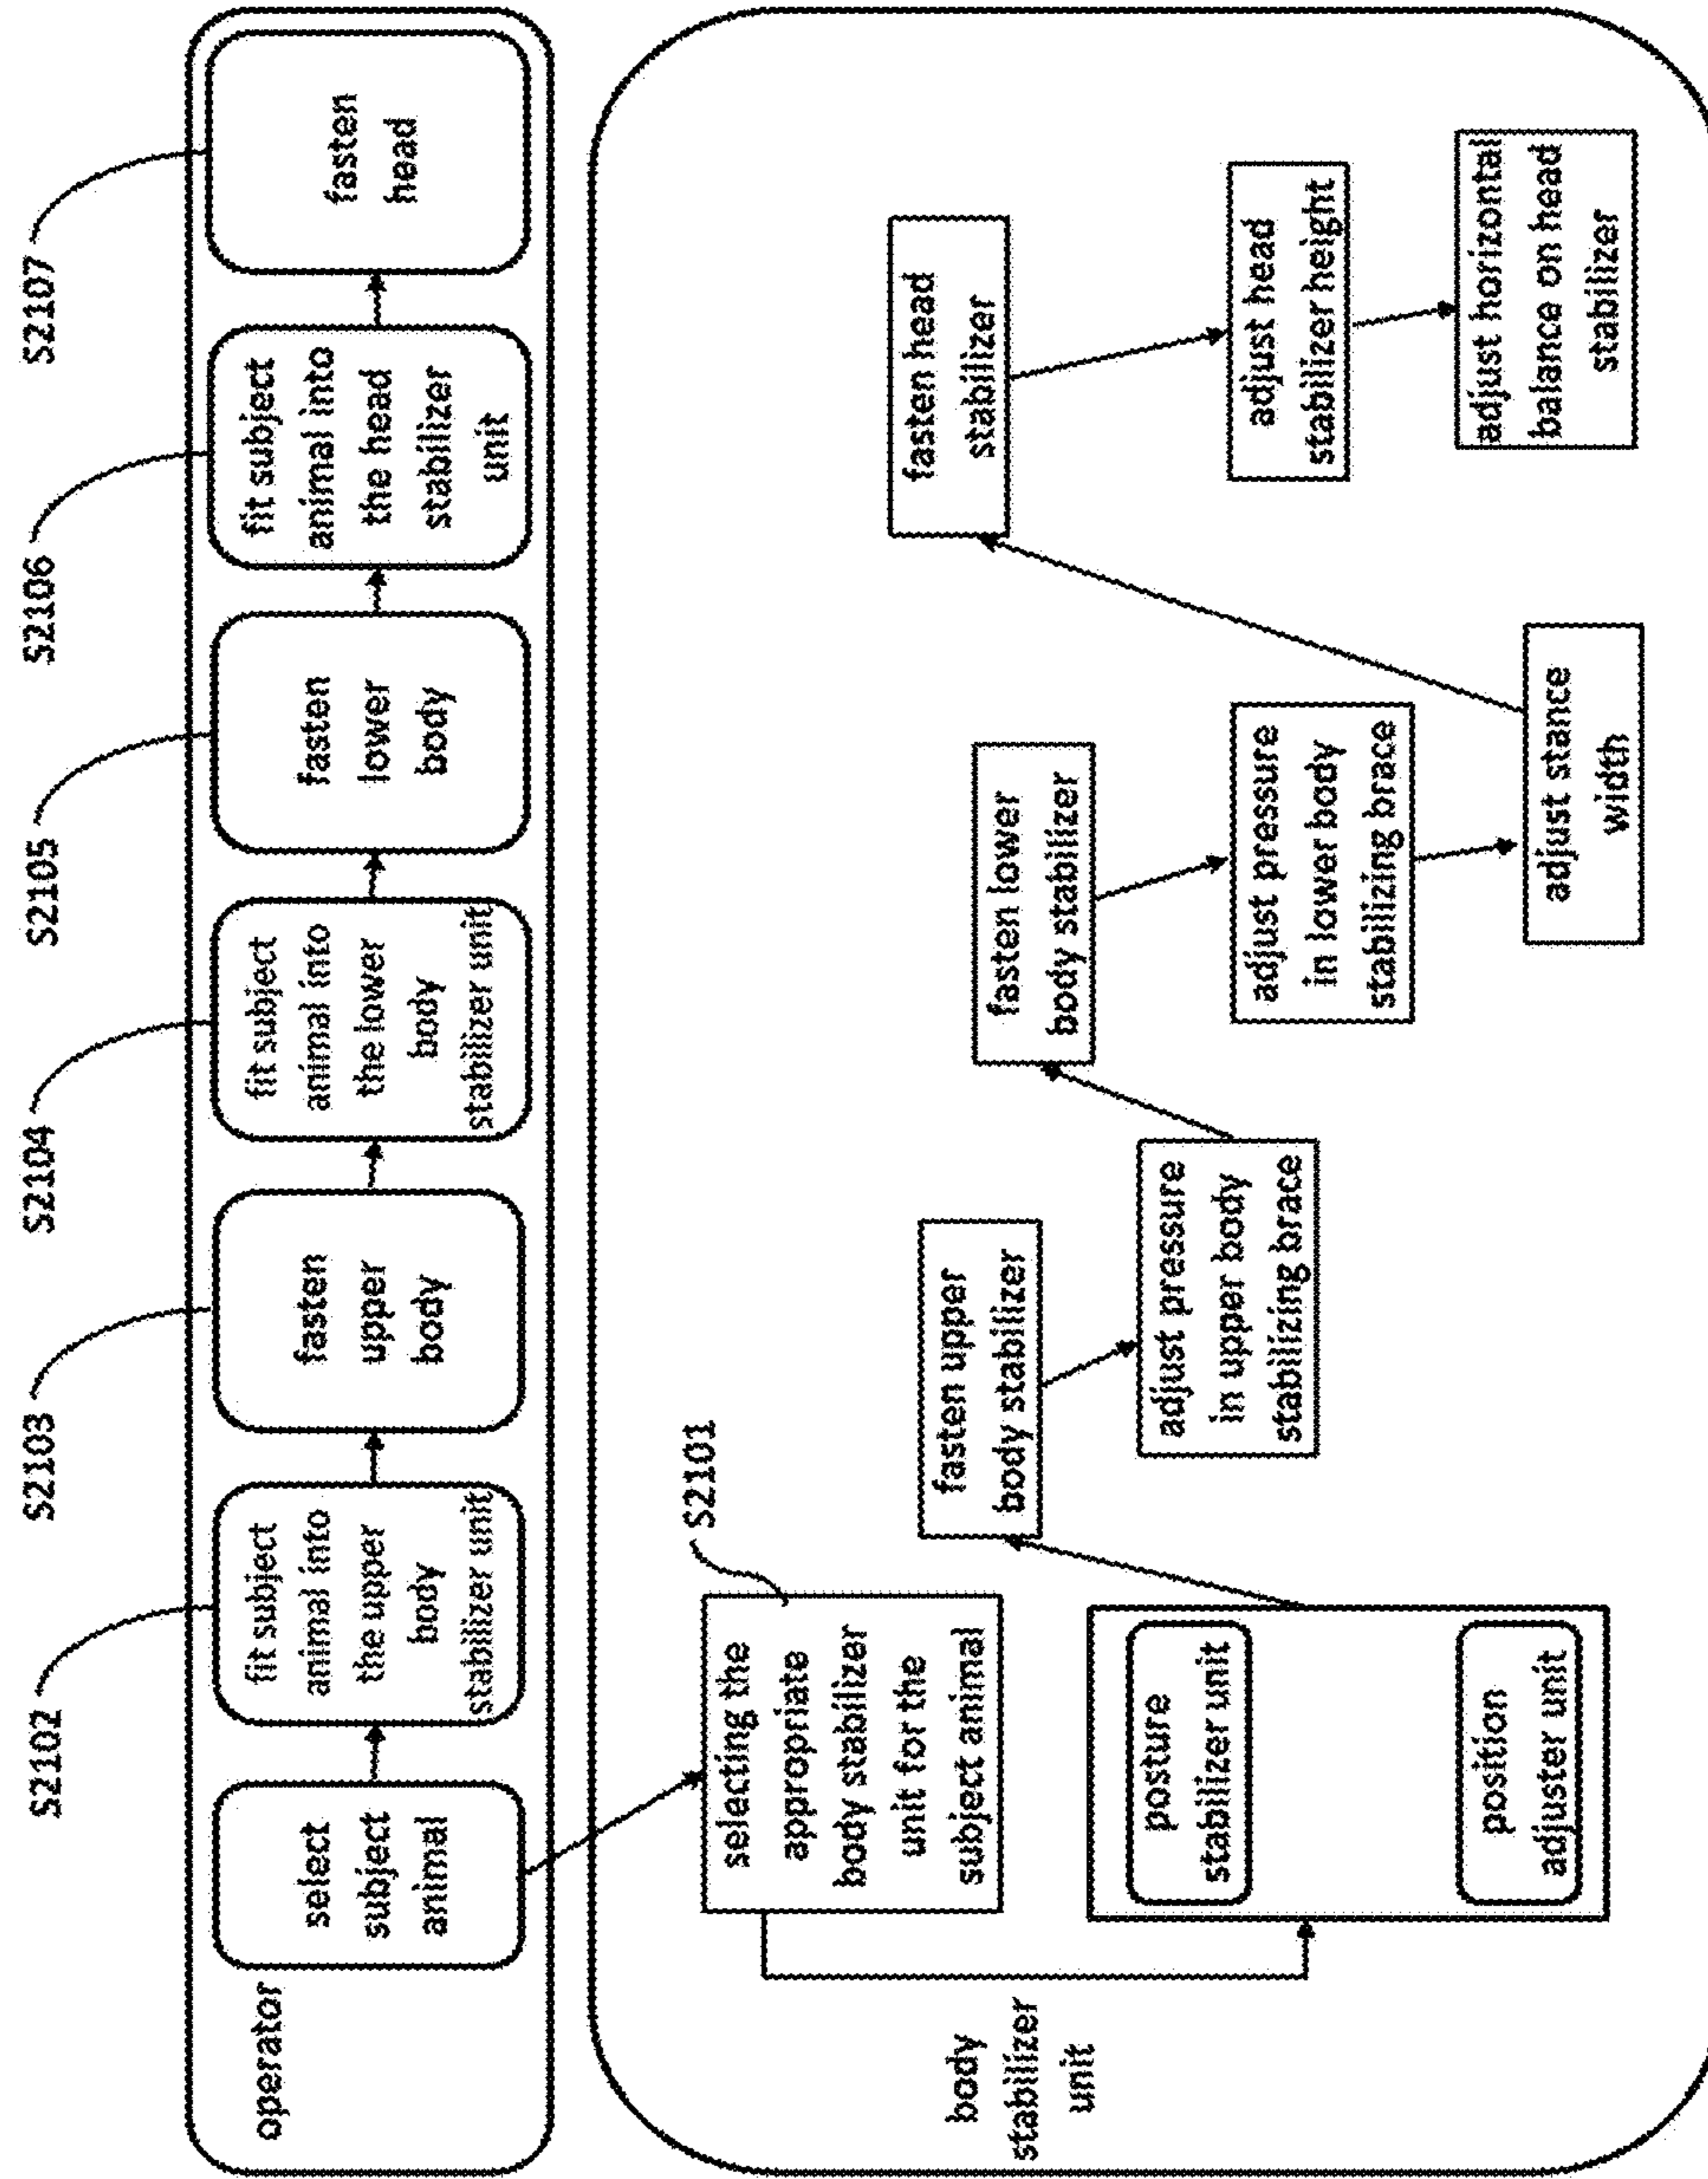 S2102
S2103
S2104
S2105
S2106
S2107
operator
select
subject
animal
fit subject
animal into
the upper
body
stabilizer unit
fasten
upper
body
fit subject
animal into
the lower
body
stabilizer unit
fasten
lower
body
fit subject
animal into
the head
stabilizer
unit
fasten
head
body
stabilizer
unit
S2101
selecting the
appropriate
body stabilizer
unit for the
subject animal
posture
stabilizer unit
position
adjuster unit
fasten upper
body stabilizer
adjust pressure
in upper body
stabilizing brace
fasten lower
body stabilizer
adjust pressure
in lower body
stabilizing brace
adjust stance
width
fasten head
stabilizer
adjust head
stabilizer height
adjust horizontal
balance on head
stabilizer